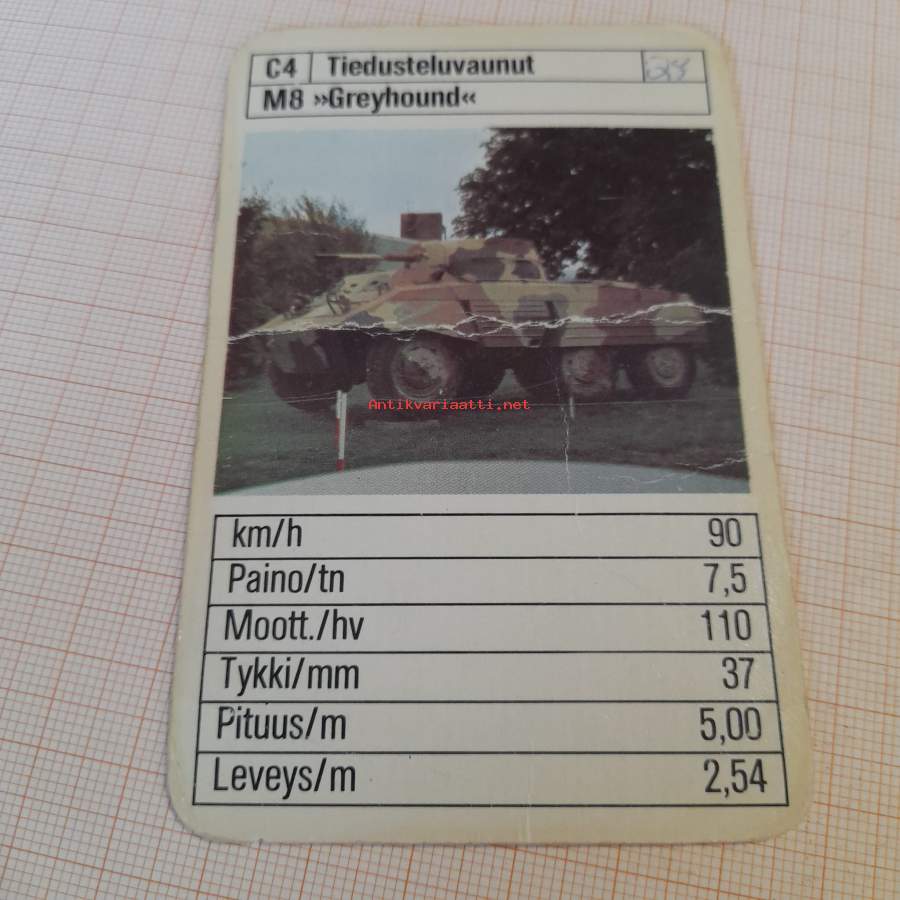 C4 Tiedusteluvaunut
M8 »Greyhound«
Antikvariaatti.net
km/h 90
Paino/tn 7,5
Moott./hv 110
Tykki/mm 37
Pituus/m 5,00
Leveys/m 2,54